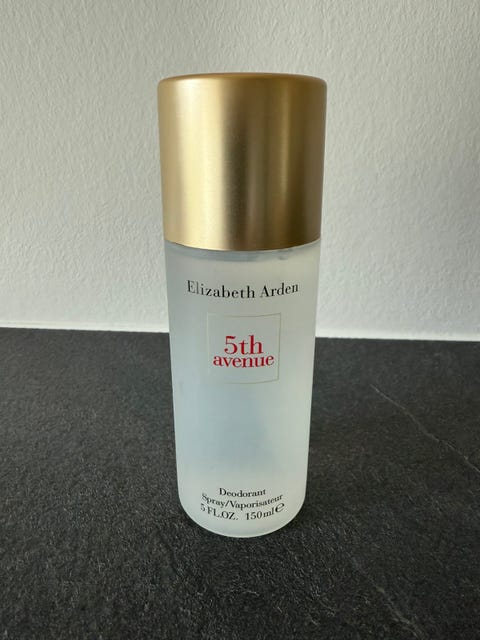 Elizabeth Arden
5th
avenue
Deodorant
Spray/Vaporisateur
5 FL.OZ. 150ml℮